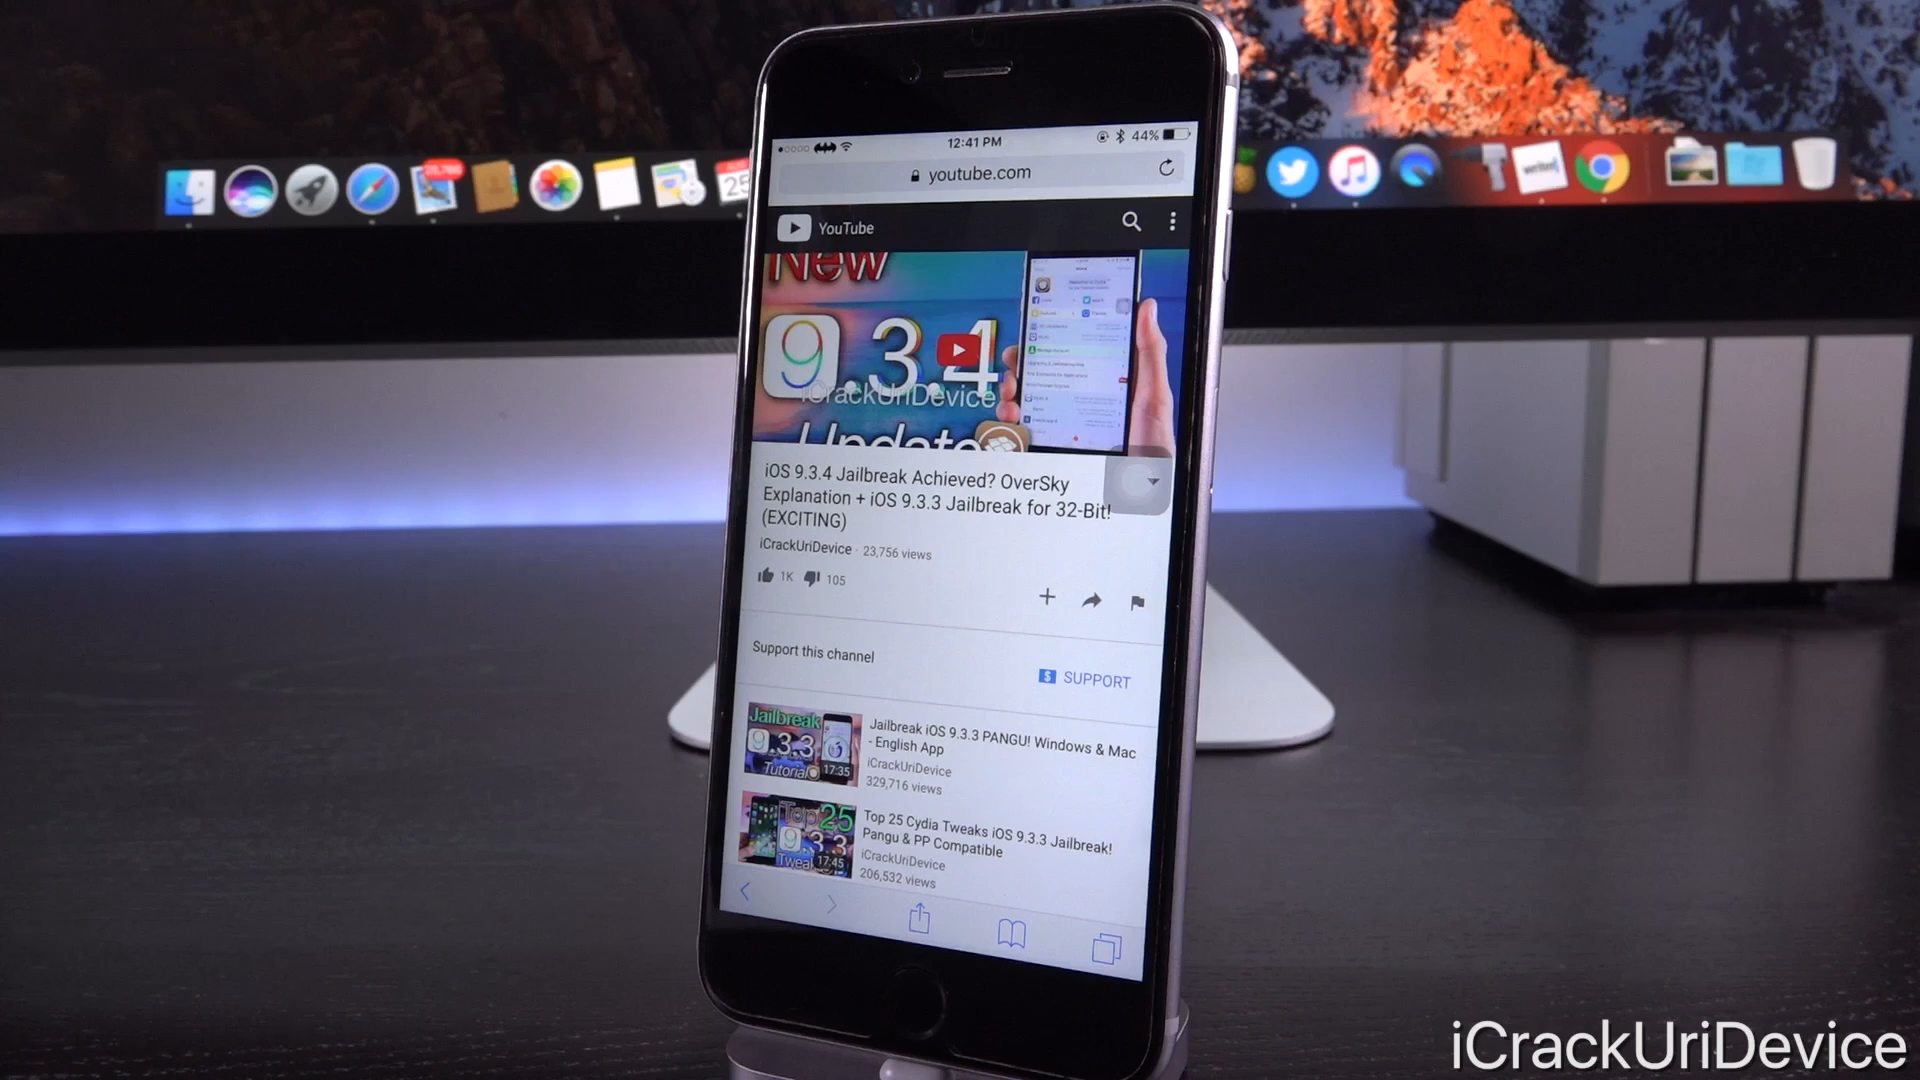 12:41 PM
44%
youtube.com
YouTube
New
9.3.4
iCrackUriDevice
Update
iOS 9.3.4 Jailbreak Achieved? OverSky
Explanation + iOS 9.3.3 Jailbreak for 32-Bit!
(EXCITING)
iCrackUriDevice · 23,756 views
1K 105
Support this channel
SUPPORT
Jailbreak
9.3.3
Tutorial
17:35
Jailbreak iOS 9.3.3 PANGU! Windows & Mac
- English App
iCrackUriDevice
329,716 views
Top 25
9.3.3
Tweak
17:45
Top 25 Cydia Tweaks iOS 9.3.3 Jailbreak!
Pangu & PP Compatible
iCrackUriDevice
206,532 views
iCrackUriDevice